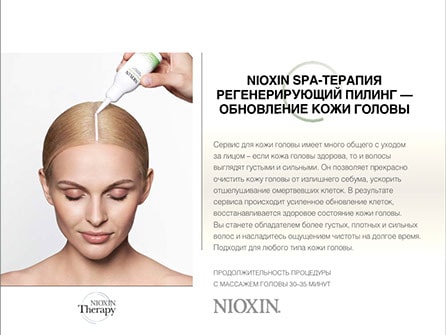 NIOXIN SPA-ТЕРАПИЯ
РЕГЕНЕРИРУЮЩИЙ ПИЛИНГ —
ОБНОВЛЕНИЕ КОЖИ ГОЛОВЫ
Сервис для кожи головы имеет много общего с уходом
за лицом – если кожа головы здорова, то и волосы
выглядят густыми и сильными. Он позволяет прекрасно
очистить кожу головы от излишнего себума, ускорить
отшелушивание омертвевших клеток. В результате
сервиса происходит усиленное обновление клеток,
восстанавливается здоровое состояние кожи головы.
Вы станете обладателем более густых, плотных и сильных
волос и насладитесь ощущением чистоты на долгое время.
Подходит для любого типа кожи головы.
ПРОДОЛЖИТЕЛЬНОСТЬ ПРОЦЕДУРЫ
С МАССАЖЕМ ГОЛОВЫ 30–35 МИНУТ
NIOXIN
Therapy
NIOXIN.